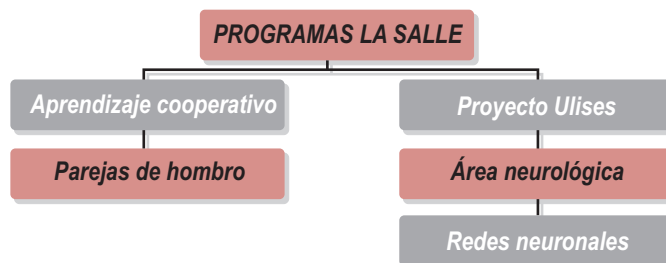 PROGRAMAS LA SALLE
Aprendizaje cooperativo
Proyecto Ulises
Parejas de hombro
Área neurológica
Redes neuronales